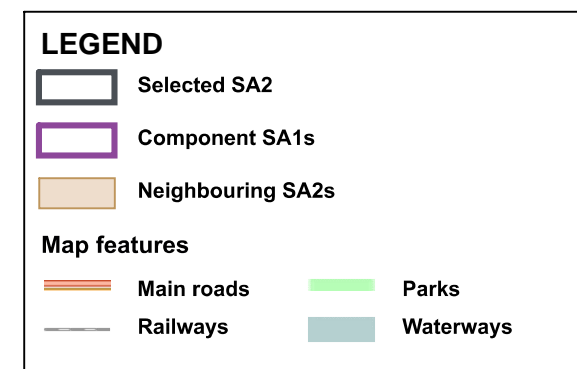 LEGEND
Selected SA2
Component SA1s
Neighbouring SA2s
Map features
Main roads
Parks
Railways
Waterways